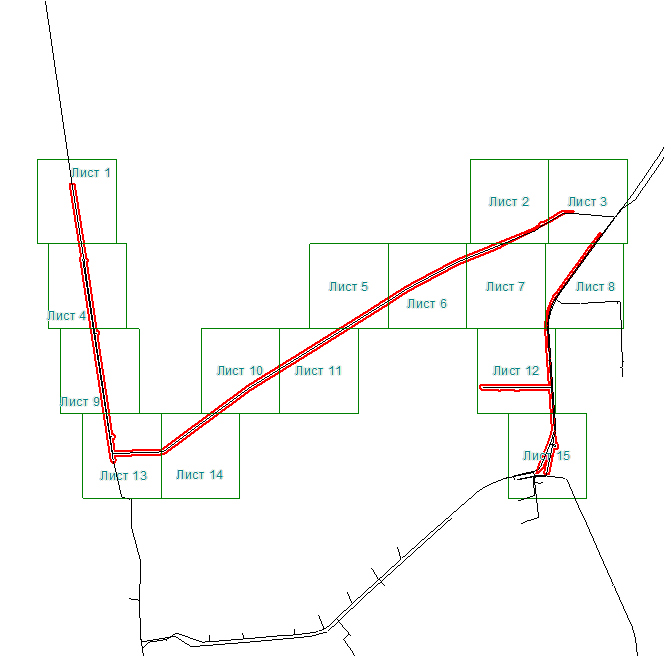 Лист 1
Лист 2
Лист 3
Лист 4
Лист 5
Лист 6
Лист 7
Лист 8
Лист 9
Лист 10
Лист 11
Лист 12
Лист 13
Лист 14
Лист 15